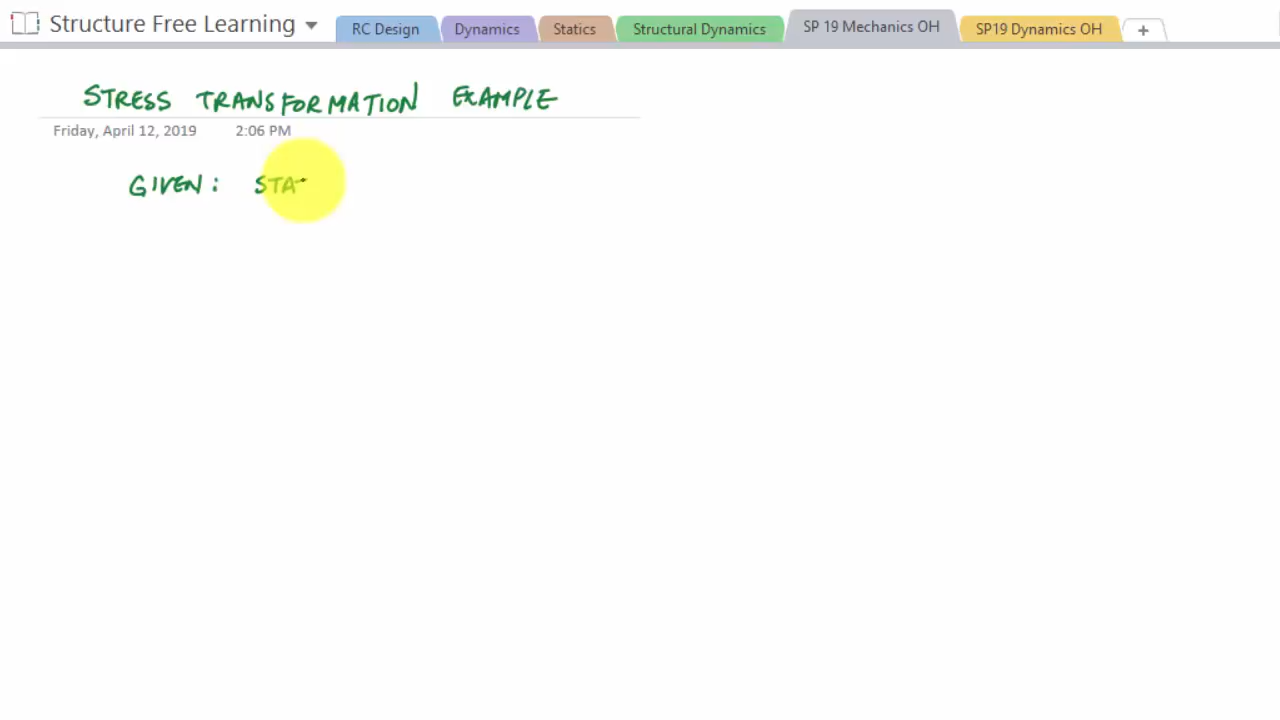 Structure Free Learning RC Design Dynamics Statics Structural Dynamics SP 19 Mechanics OH SP19 Dynamics OH +
STRESS TRANSFORMATION EXAMPLE
Friday, April 12, 2019 2:06 PM
GIVEN: STA